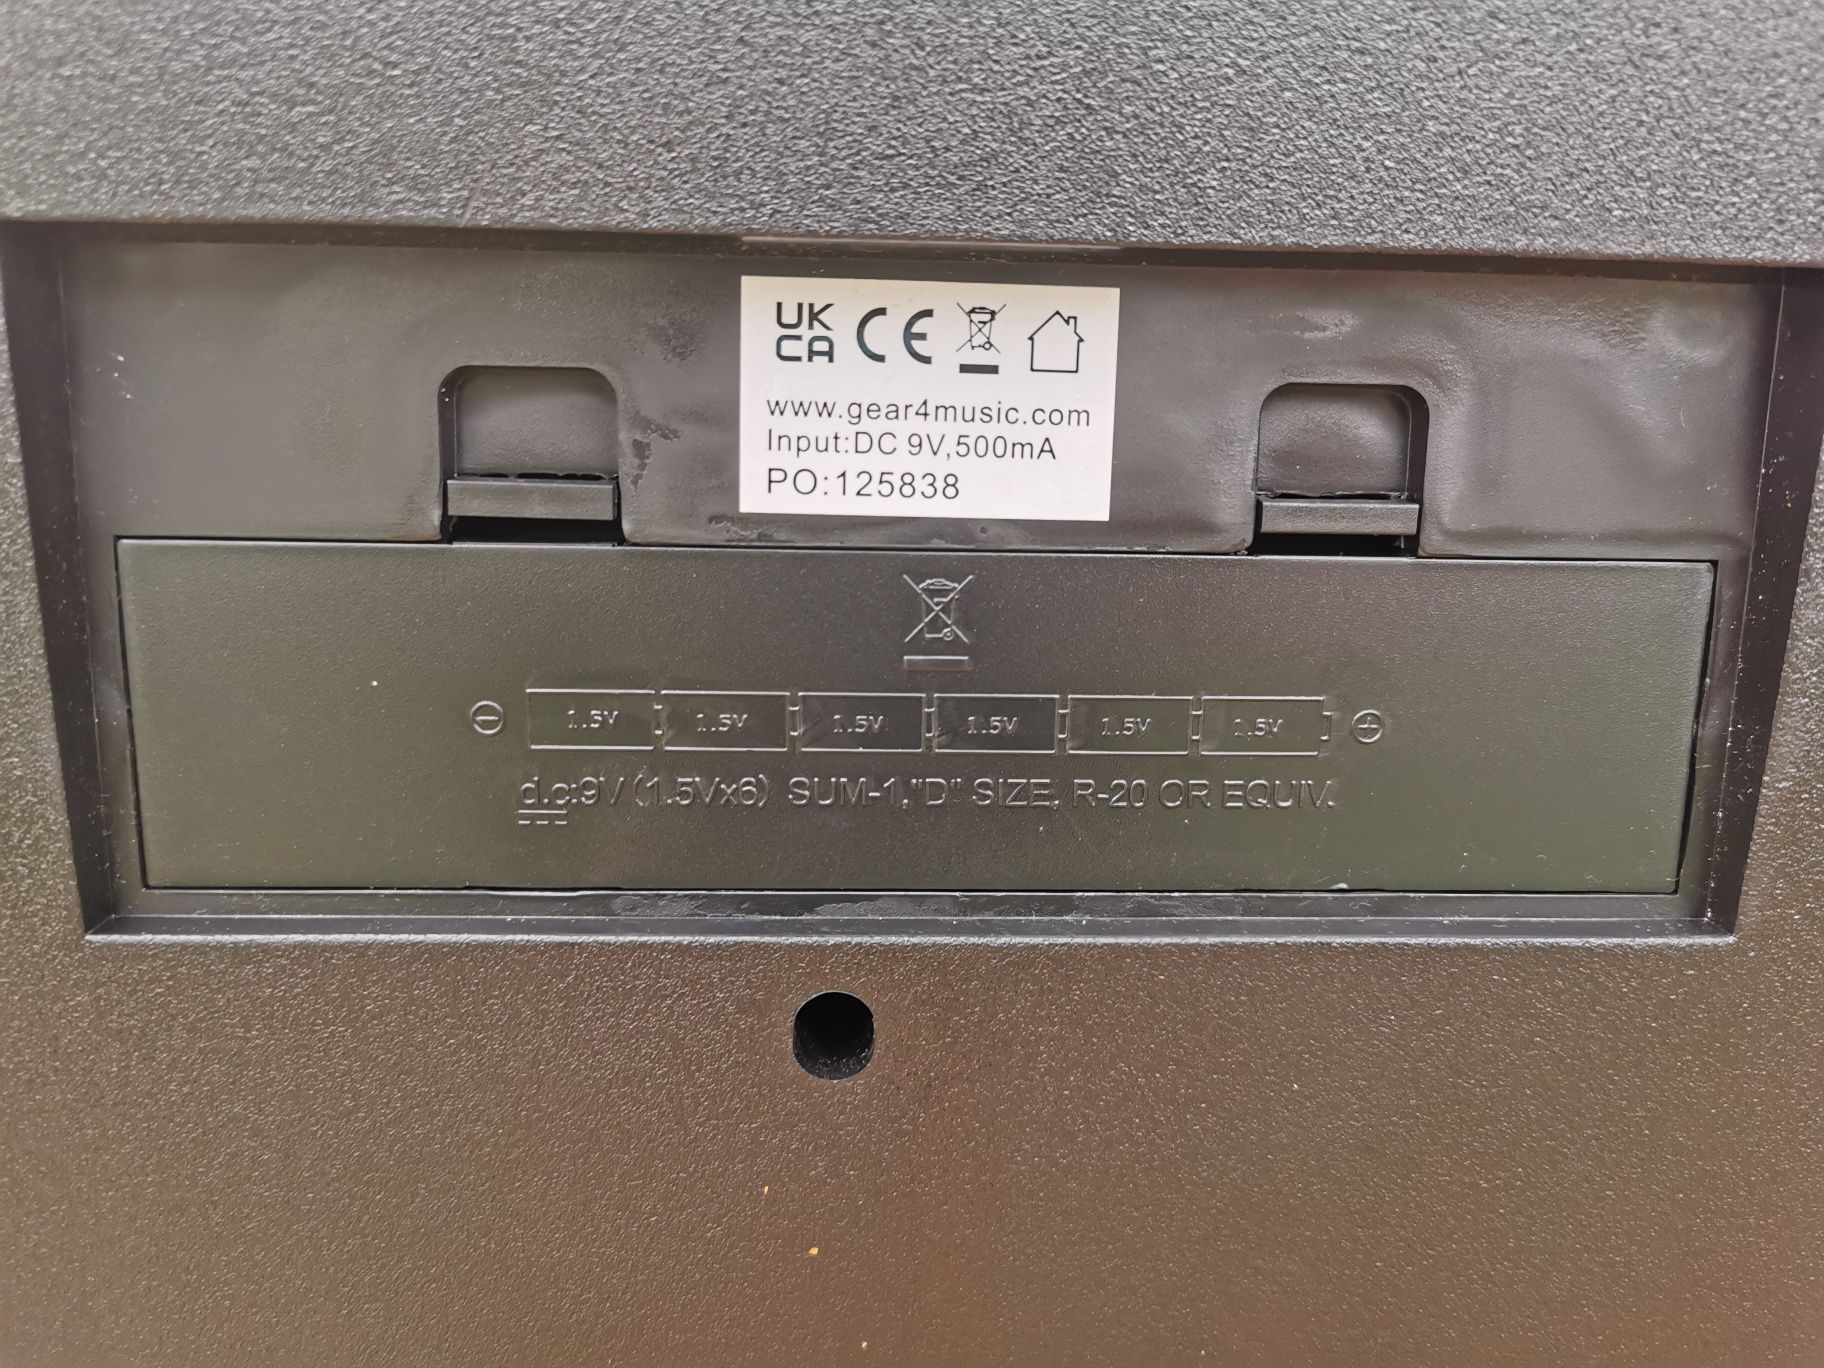 UK
CA CE
www.gear4music.com
Input:DC 9V,500mA
PO:125838
1.5V 1.5V 1.5V 1.5V 1.5V 1.5V
d.c:9V (1.5Vx6) SUM-1,"D" SIZE, R-20 OR EQUIV.